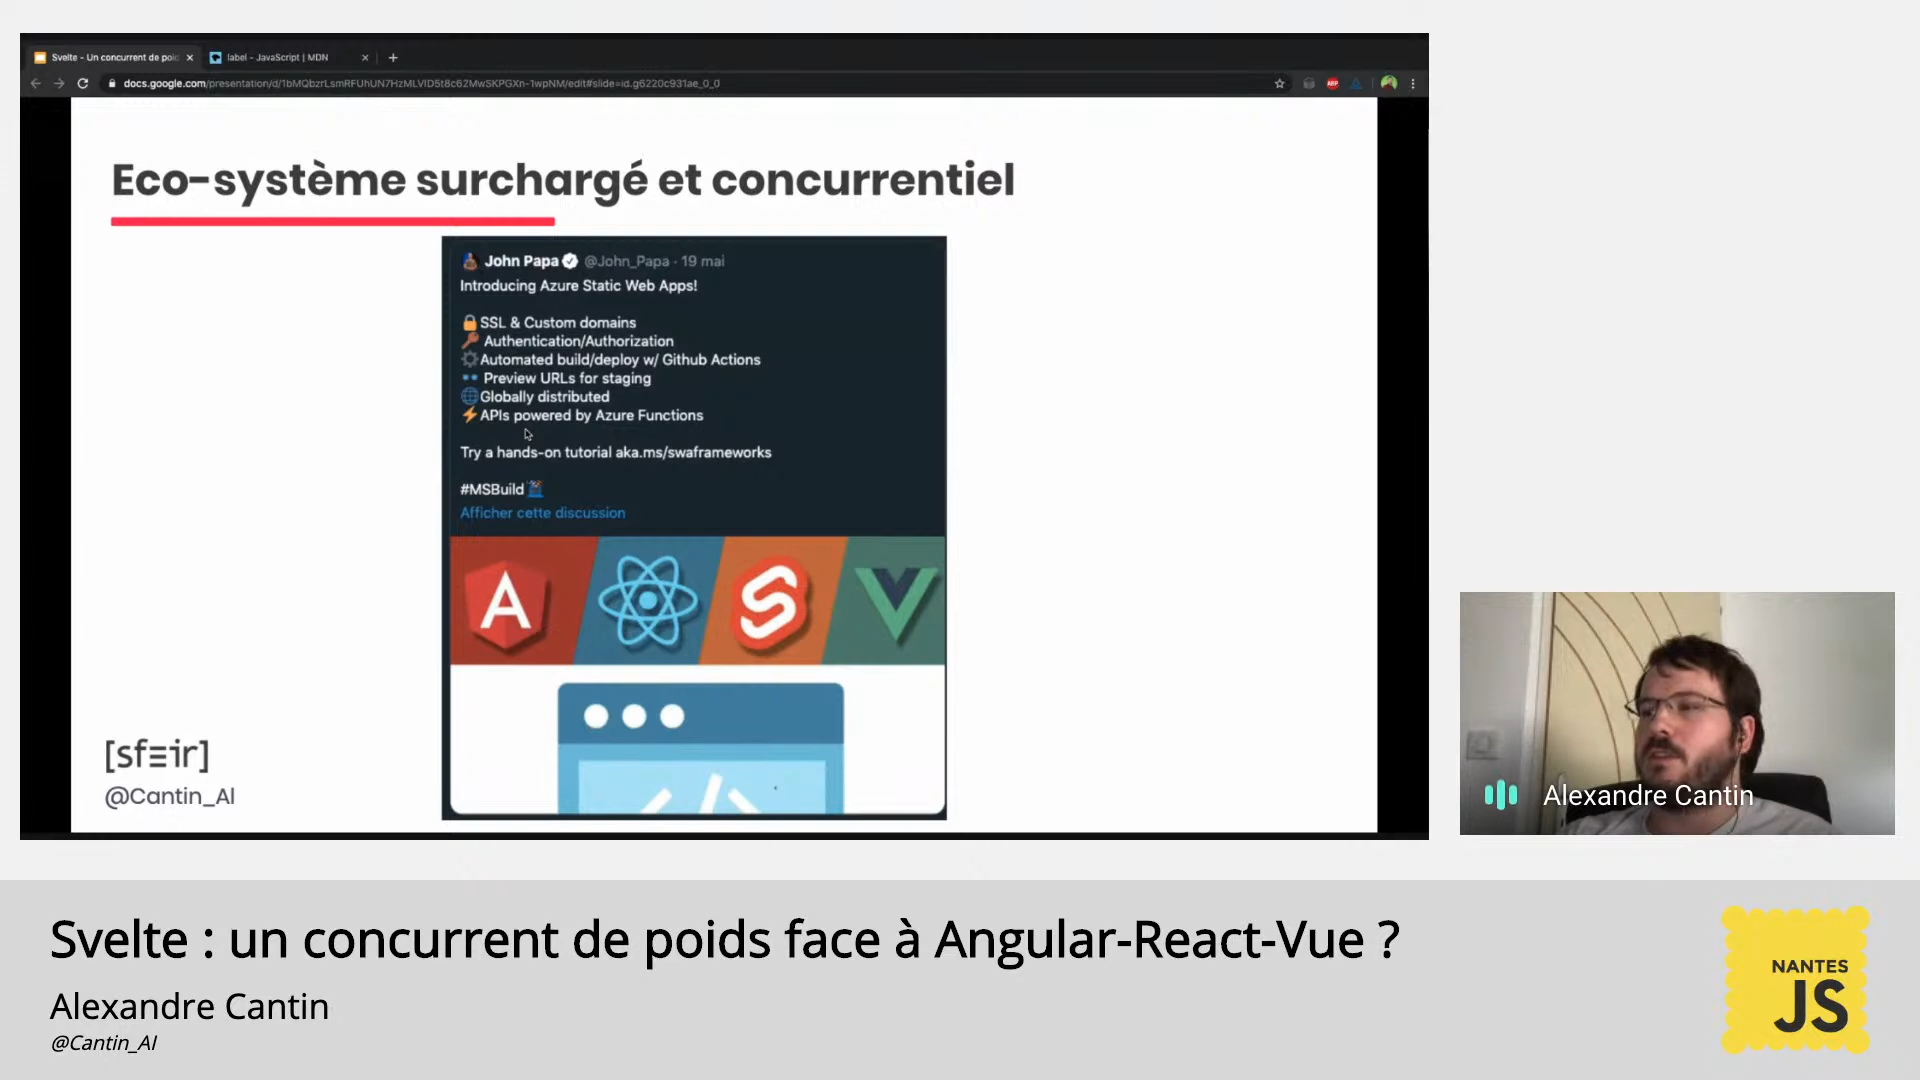 Svelte - Un concurrent de poids
label - JavaScript | MDN
docs.google.com/presentation/d/1bMQbzrLsmRFUhUN7HzMLVlD5t8c62MwSKPGXn-1wpNM/edit#slide=id.g6220c931ae_0_0
ABP
Eco-système surchargé et concurrentiel
John Papa @John_Papa · 19 mai
Introducing Azure Static Web Apps!
SSL & Custom domains
Authentication/Authorization
Automated build/deploy w/ Github Actions
Preview URLs for staging
Globally distributed
APIs powered by Azure Functions
Try a hands-on tutorial aka.ms/swaframeworks
#MSBuild
Afficher cette discussion
[sfeir]
@Cantin_Al
Alexandre Cantin
Svelte : un concurrent de poids face à Angular-React-Vue ?
Alexandre Cantin
@Cantin_Al
NANTES
JS